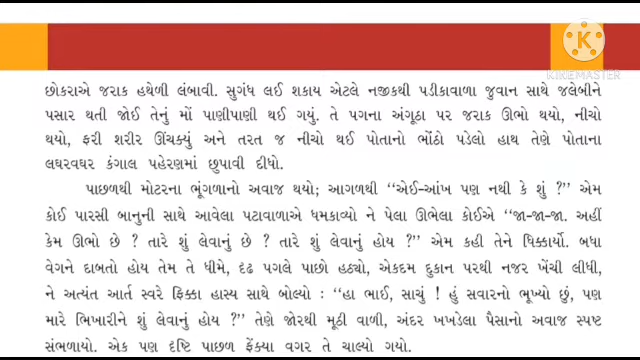 KINEMASTER
છોકરાએ જરાક હથેળી લંબાવી. સુગંધ લઈ શકાય એટલે નજીકથી પડીકાવાળા જુવાન સાથે જલેબીને
પસાર થતી જોઈ તેનું મોં પાણીપાણી થઈ ગયું. તે પગના અંગૂઠા પર જરાક ઊભો થયો, નીચો
થયો, ફરી શરીર ઊંચક્યું અને તરત જ નીચો થઈ પોતાનો ભોંઠો પડેલો હાથ તેણે પોતાના
લઘરવઘર કંગાલ પહેરણમાં છુપાવી દીધો.
પાછળથી મોટરના ભૂંગળાનો અવાજ થયો; આગળથી “એઈ-આંખ પણ નથી કે શું ?” એમ
કોઈ પારસી બાનુની સાથે આવેલા પટાવાળાએ ધમકાવ્યો ને પેલા ઊભેલા કોઈએ “જા-જા-જા. અહીં
કેમ ઊભો છે ? તારે શું લેવાનું છે ? તારે શું લેવાનું હોય ?” એમ કહી તેને ધિક્કાર્યો. બધા
વેગને દાબતો હોય તેમ તે ધીમે, દૃઢ પગલે પાછો હઠ્યો, એકદમ દુકાન પરથી નજર ખેંચી લીધી,
ને અત્યંત આર્ત સ્વરે ફિક્કા હાસ્ય સાથે બોલ્યો : “હા ભાઈ, સાચું ! હું સવારનો ભૂખ્યો છું, પણ
મારે ભિખારીને શું લેવાનું હોય ?” તેણે જોરથી મૂઠી વાળી, અંદર ખખડેલા પૈસાનો અવાજ સ્પષ્ટ
સંભળાયો. એક પણ દૃષ્ટિ પાછળ ફેંક્યા વગર તે ચાલ્યો ગયો.